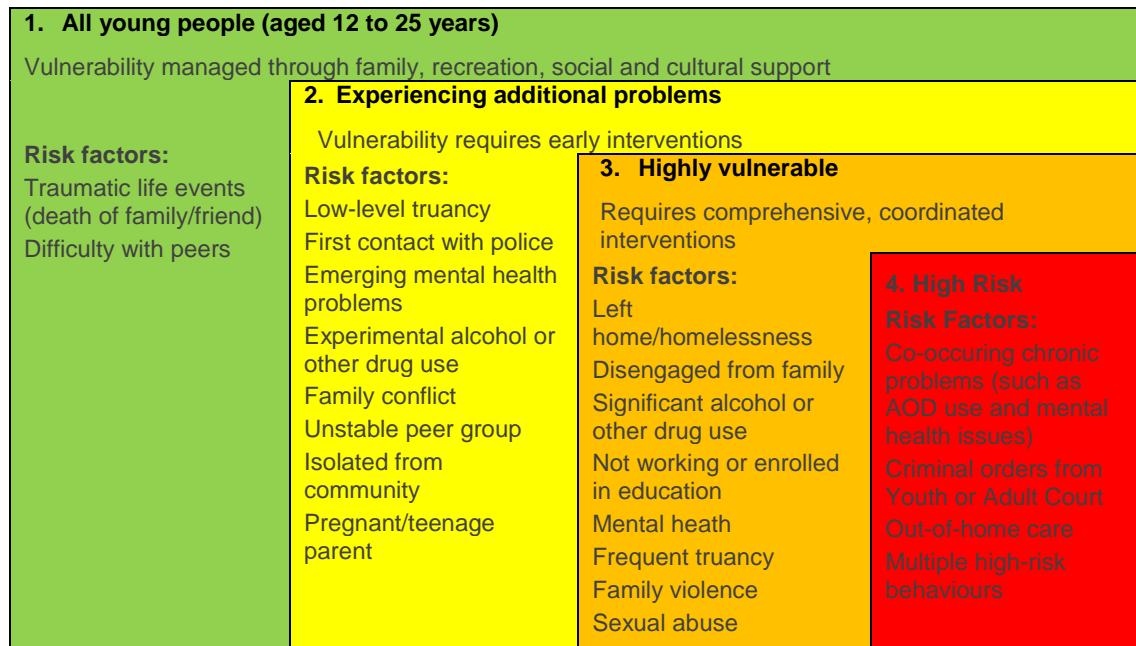 1. All young people (aged 12 to 25 years)
Vulnerability managed through family, recreation, social and cultural support
Risk factors:
Traumatic life events
(death of family/friend)
Difficulty with peers
2. Experiencing additional problems
Vulnerability requires early interventions
Risk factors:
Low-level truancy
First contact with police
Emerging mental health
problems
Experimental alcohol or
other drug use
Family conflict
Unstable peer group
Isolated from
community
Pregnant/teenage
parent
3. Highly vulnerable
Requires comprehensive, coordinated
interventions
Risk factors:
Left
home/homelessness
Disengaged from family
Significant alcohol or
other drug use
Not working or enrolled
in education
Mental heath
Frequent truancy
Family violence
Sexual abuse
4. High Risk
Risk Factors:
Co-occuring chronic
problems (such as
AOD use and mental
health issues)
Criminal orders from
Youth or Adult Court
Out-of-home care
Multiple high-risk
behaviours